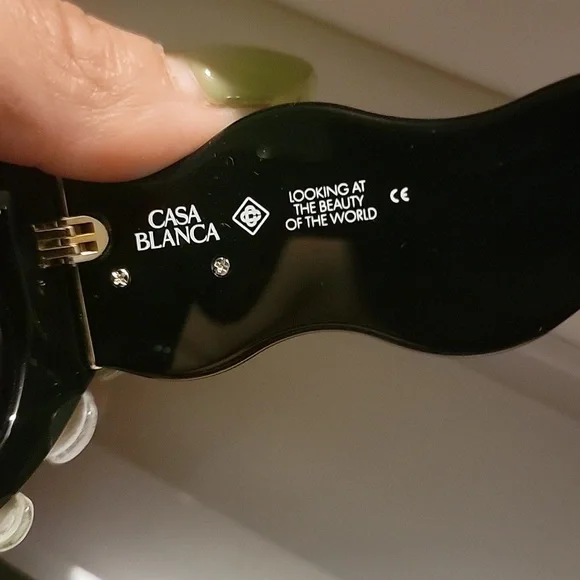 CASA
BLANCA
LOOKING AT
THE BEAUTY
OF THE WORLD
CE